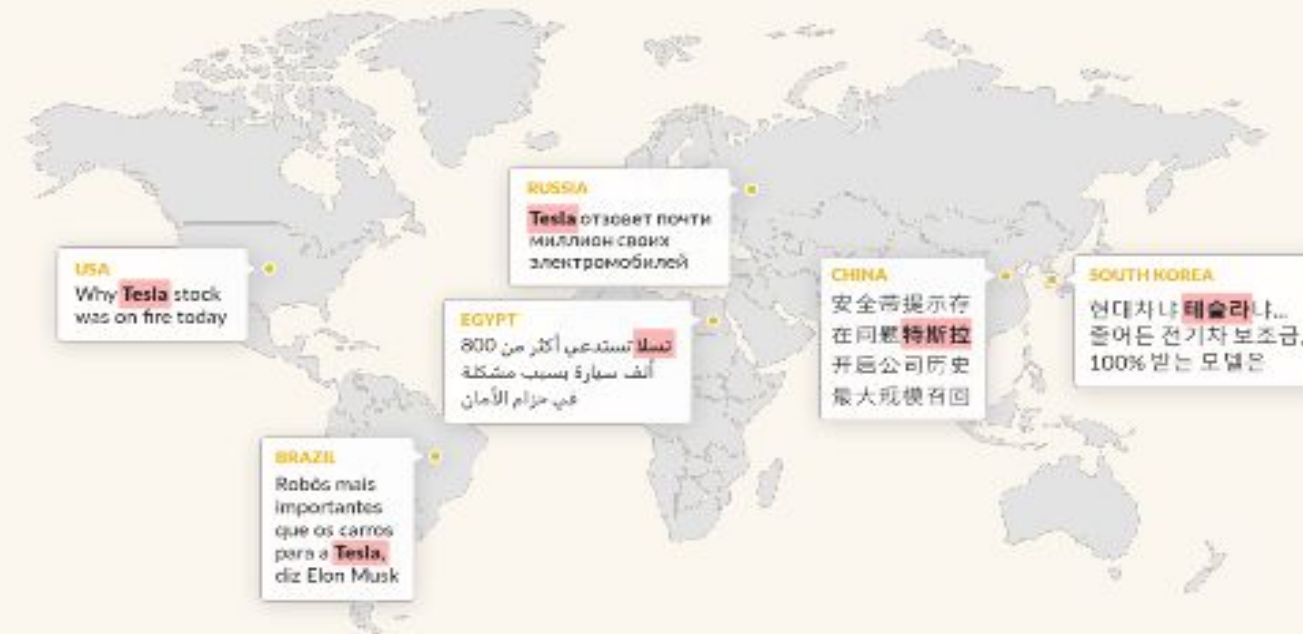 USA
Why Tesla stock
was on fire today
BRAZIL
Robôs mais
importantes
que os carros
para a Tesla,
diz Elon Musk
RUSSIA
Tesla отзовет почти
миллион своих
электромобилей
EGYPT
تسلا تستدعي أكثر من 800
ألف سيارة بسبب مشكلة
في حزام الأمان
CHINA
安全带提示存
在问题特斯拉
开启公司历史
最大规模召回
SOUTH KOREA
현대차냐 테슬라냐...
줄어든 전기차 보조금,
100% 받는 모델은